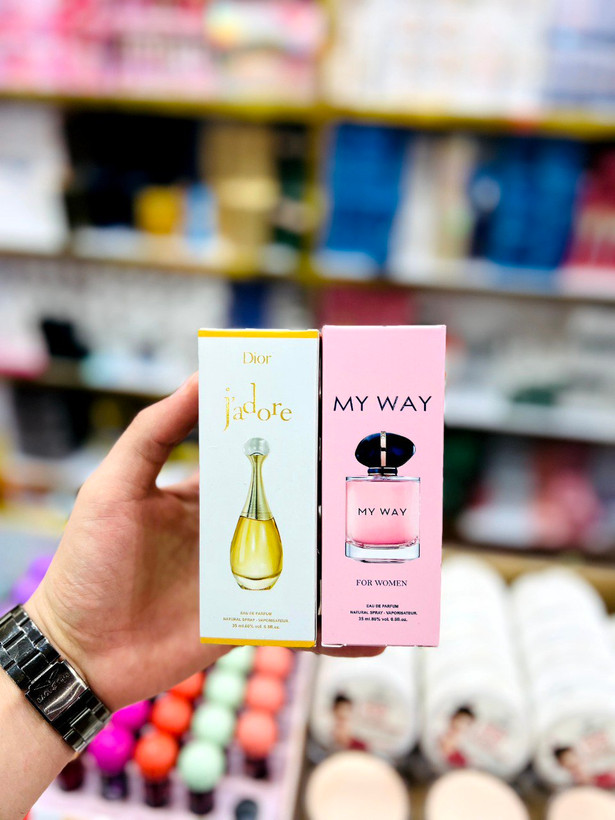 Dior
j'adore
EAU DE PARFUM
NATURAL SPRAY - VAPORISATEUR
MY WAY
MY WAY
FOR WOMEN
EAU DE PARFUM
NATURAL SPRAY - VAPORISATEUR